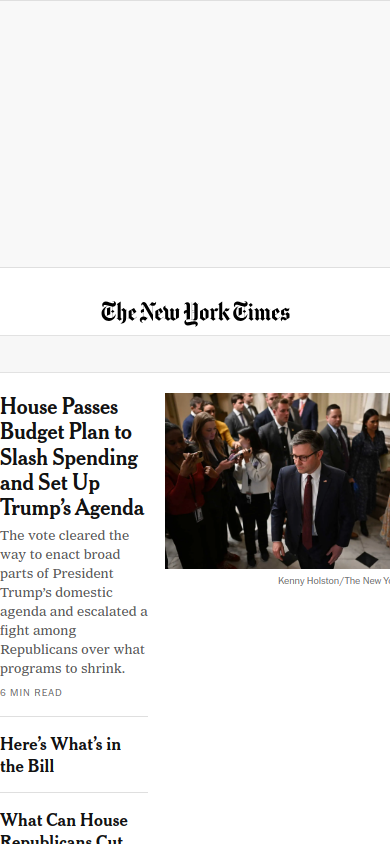 The New York Times
House Passes
Budget Plan to
Slash Spending
and Set Up
Trump’s Agenda
The vote cleared the
way to enact broad
parts of President
Trump’s domestic
agenda and escalated a
fight among
Republicans over what
programs to shrink.
6 MIN READ
Kenny Holston/The New Yo
Here’s What’s in
the Bill
What Can House
Republicans Cut